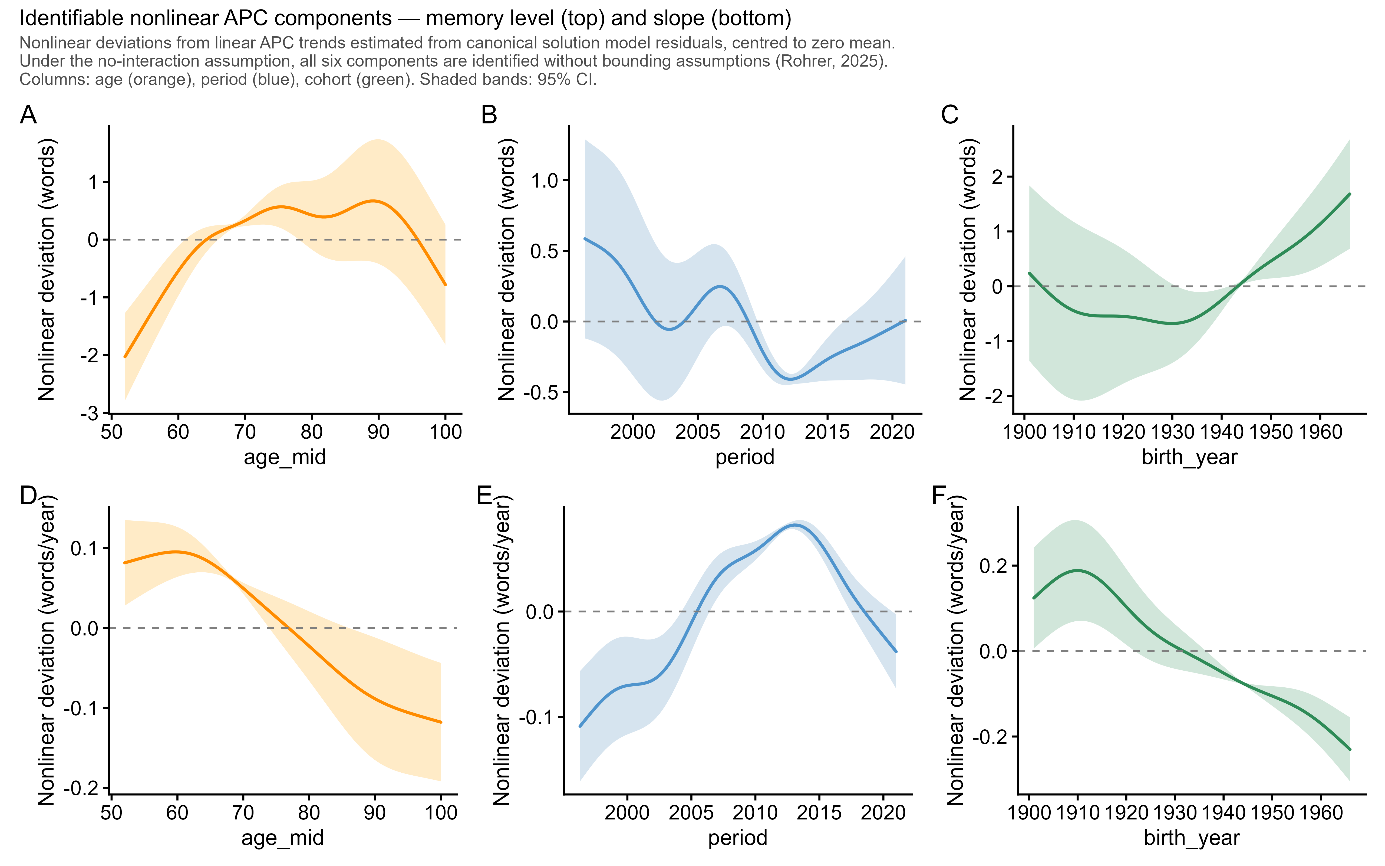 Identifiable nonlinear APC components — memory level (top) and slope (bottom)
Nonlinear deviations from linear APC trends estimated from canonical solution model residuals, centred to zero mean.
Under the no-interaction assumption, all six components are identified without bounding assumptions (Rohrer, 2025).
Columns: age (orange), period (blue), cohort (green). Shaded bands: 95% CI.
A
Nonlinear deviation (words)
1
0
-1
-2
-3
50 60 70 80 90 100
age_mid
B
Nonlinear deviation (words)
1.0
0.5
0.0
-0.5
2000 2005 2010 2015 2020
period
C
Nonlinear deviation (words)
2
1
0
-1
-2
1900 1910 1920 1930 1940 1950 1960
birth_year
D
Nonlinear deviation (words/year)
0.1
0.0
-0.1
-0.2
50 60 70 80 90 100
age_mid
E
Nonlinear deviation (words/year)
0.0
-0.1
2000 2005 2010 2015 2020
period
F
Nonlinear deviation (words/year)
0.2
0.0
-0.2
1900 1910 1920 1930 1940 1950 1960
birth_year